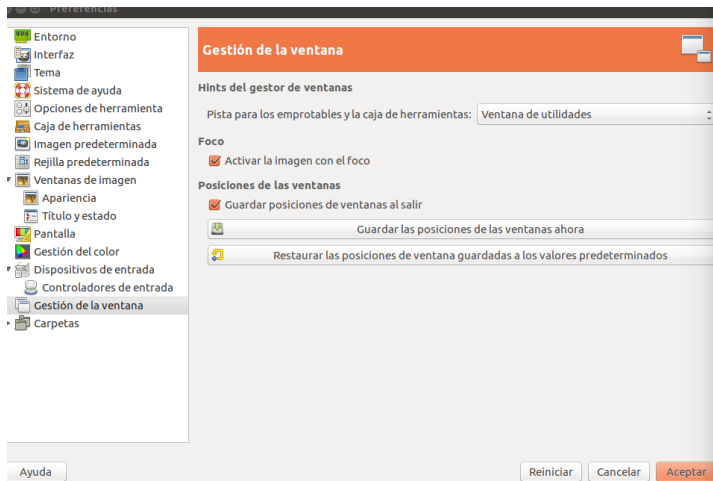 Preferencias
Entorno
Interfaz
Tema
Sistema de ayuda
Opciones de herramienta
Caja de herramientas
Imagen predeterminada
Rejilla predeterminada
Ventanas de imagen
Apariencia
Título y estado
Pantalla
Gestión del color
Dispositivos de entrada
Controladores de entrada
Gestión de la ventana
Carpetas
Gestión de la ventana
Hints del gestor de ventanas
Pista para los emprotables y la caja de herramientas: Ventana de utilidades
Foco
Activar la imagen con el foco
Posiciones de las ventanas
Guardar posiciones de ventanas al salir
Guardar las posiciones de las ventanas ahora
Restaurar las posiciones de ventana guardadas a los valores predeterminados
Ayuda Reiniciar Cancelar Aceptar